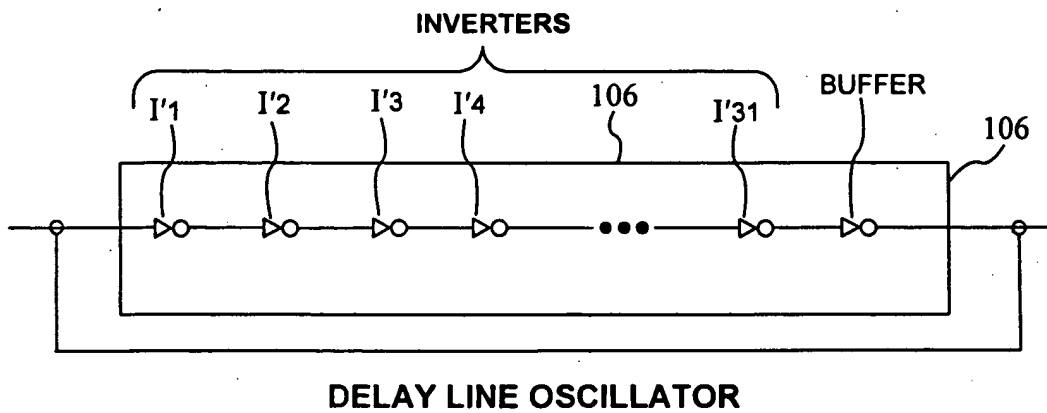 INVERTERS
I'1 I'2 I'3 I'4 106 I'31 BUFFER
106
DELAY LINE OSCILLATOR